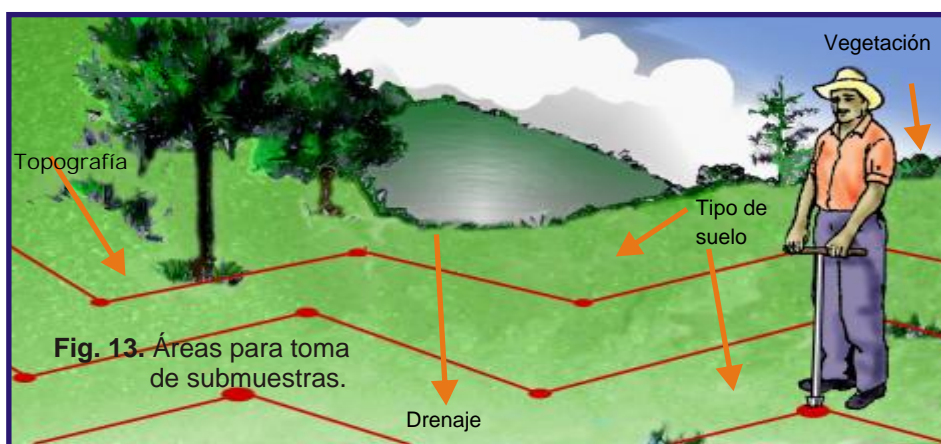 Vegetación
Topografía
Tipo de
suelo
Fig. 13. Áreas para toma
de submuestras.
Drenaje